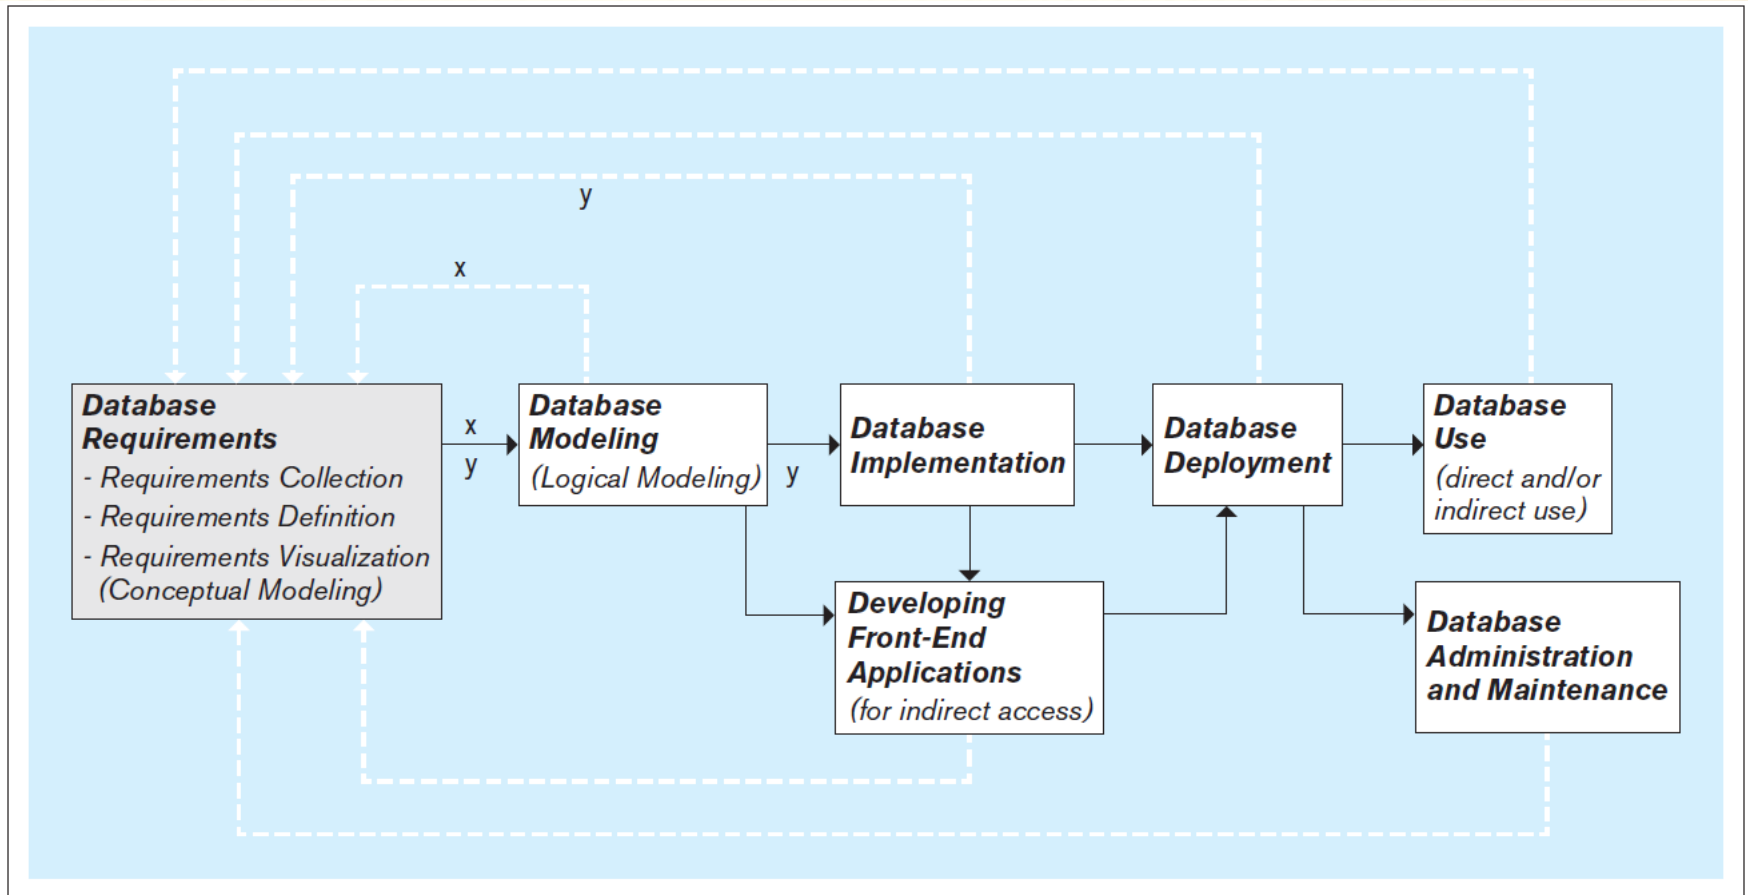 y
x
Database
Requirements
- Requirements Collection
- Requirements Definition
- Requirements Visualization
(Conceptual Modeling)
x
y
Database
Modeling
(Logical Modeling)
y
Database
Implementation
Database
Deployment
Database
Use
(direct and/or
indirect use)
Developing
Front-End
Applications
(for indirect access)
Database
Administration
and Maintenance